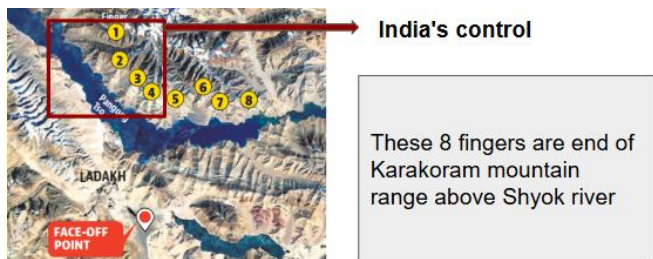 Finger
1
2
3
4
5
6
7
8
Pangong
Tso
LADAKH
FACE-OFF
POINT
India's control
These 8 fingers are end of
Karakoram mountain
range above Shyok river